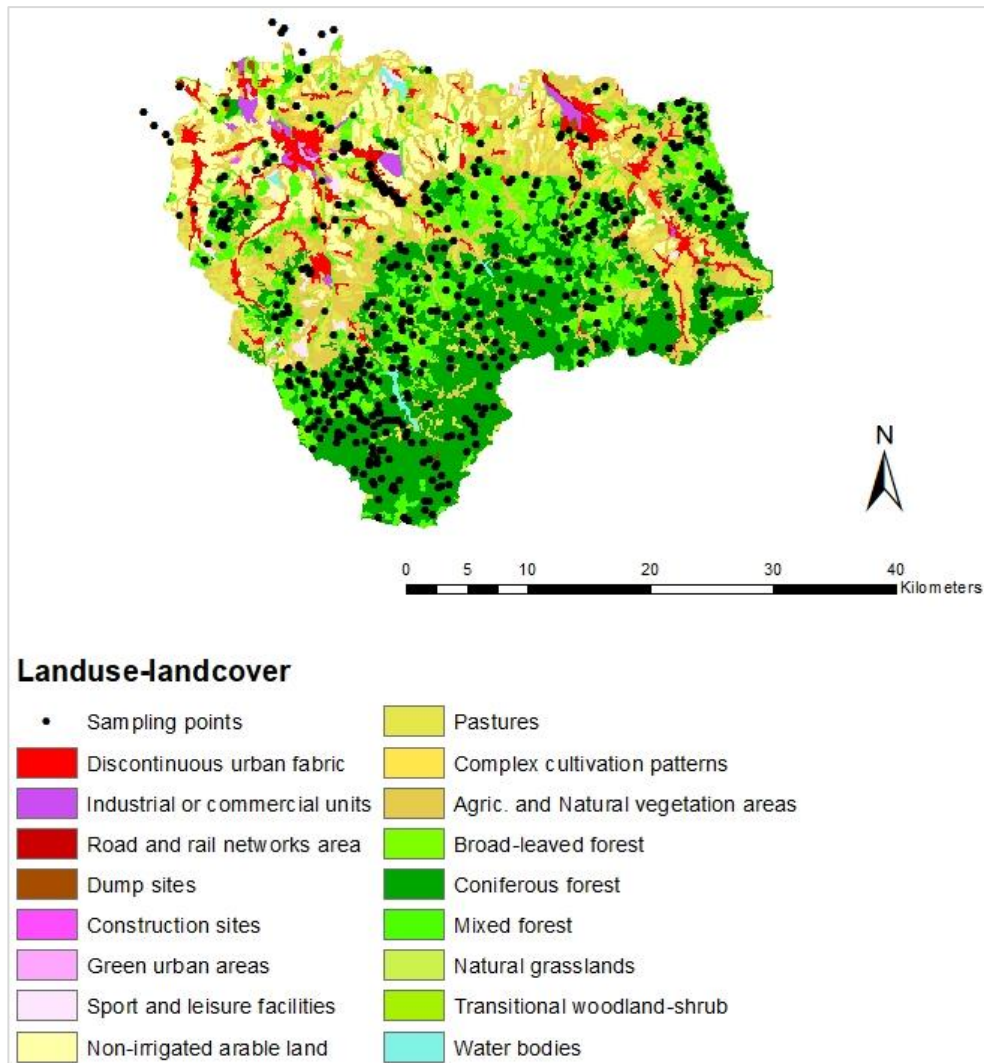 N
0 5 10 20 30 40
Kilometers
Landuse-landcover
Sampling points
Discontinuous urban fabric
Industrial or commercial units
Road and rail networks area
Dump sites
Construction sites
Green urban areas
Sport and leisure facilities
Non-irrigated arable land
Pastures
Complex cultivation patterns
Agric. and Natural vegetation areas
Broad-leaved forest
Coniferous forest
Mixed forest
Natural grasslands
Transitional woodland-shrub
Water bodies